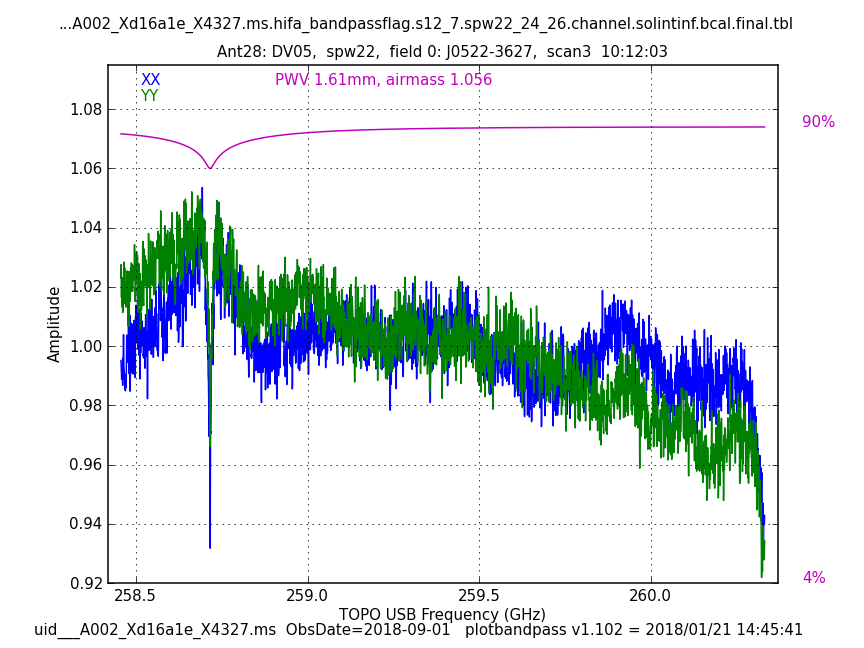 ...A002_Xd16a1e_X4327.ms.hifa_bandpassflag.s12_7.spw22_24_26.channel.solintinf.bcal.final.tbl
Ant28: DV05,  spw22,  field 0: J0522-3627,  scan3  10:12:03
XX
PWV 1.61mm, airmass 1.056
YY
1.08
90%
1.06
1.04
1.02
1.00
Amplitude
0.98
0.96
0.94
0.92
4%
258.5
259.0
259.5
260.0
TOPO USB Frequency (GHz)
uid___A002_Xd16a1e_X4327.ms  ObsDate=2018-09-01   plotbandpass v1.102 = 2018/01/21 14:45:41